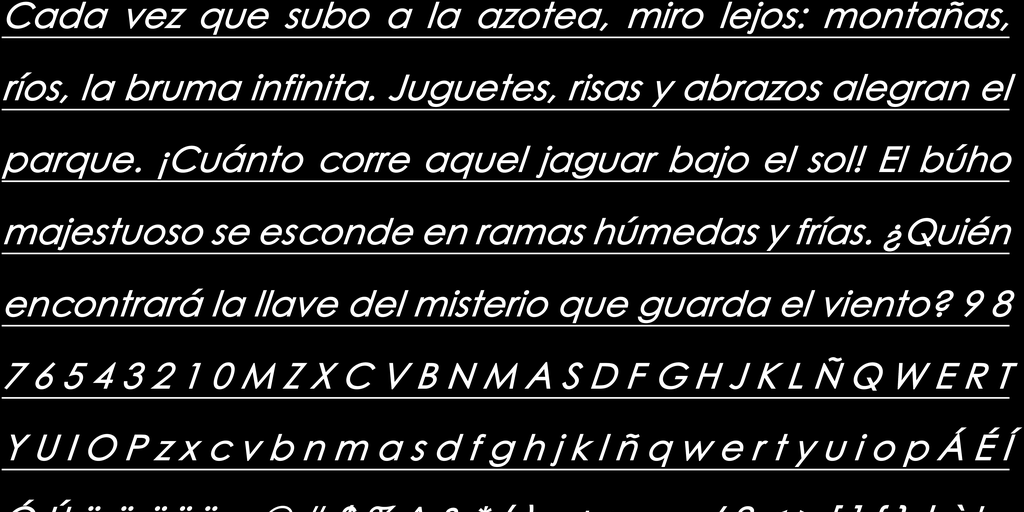 Cada vez que subo a la azotea, miro lejos: montañas,
ríos, la bruma infinita. Juguetes, risas y abrazos alegran el
parque. ¡Cuánto corre aquel jaguar bajo el sol! El búho
majestuoso se esconde en ramas húmedas y frías. ¿Quién
encontrará la llave del misterio que guarda el viento? 9 8
7 6 5 4 3 2 1 0 M Z X C V B N M A S D F G H J K L Ñ Q W E R T
Y U I O P z x c v b n m a s d f g h j k l ñ q w e r t y u i o p Á É Í